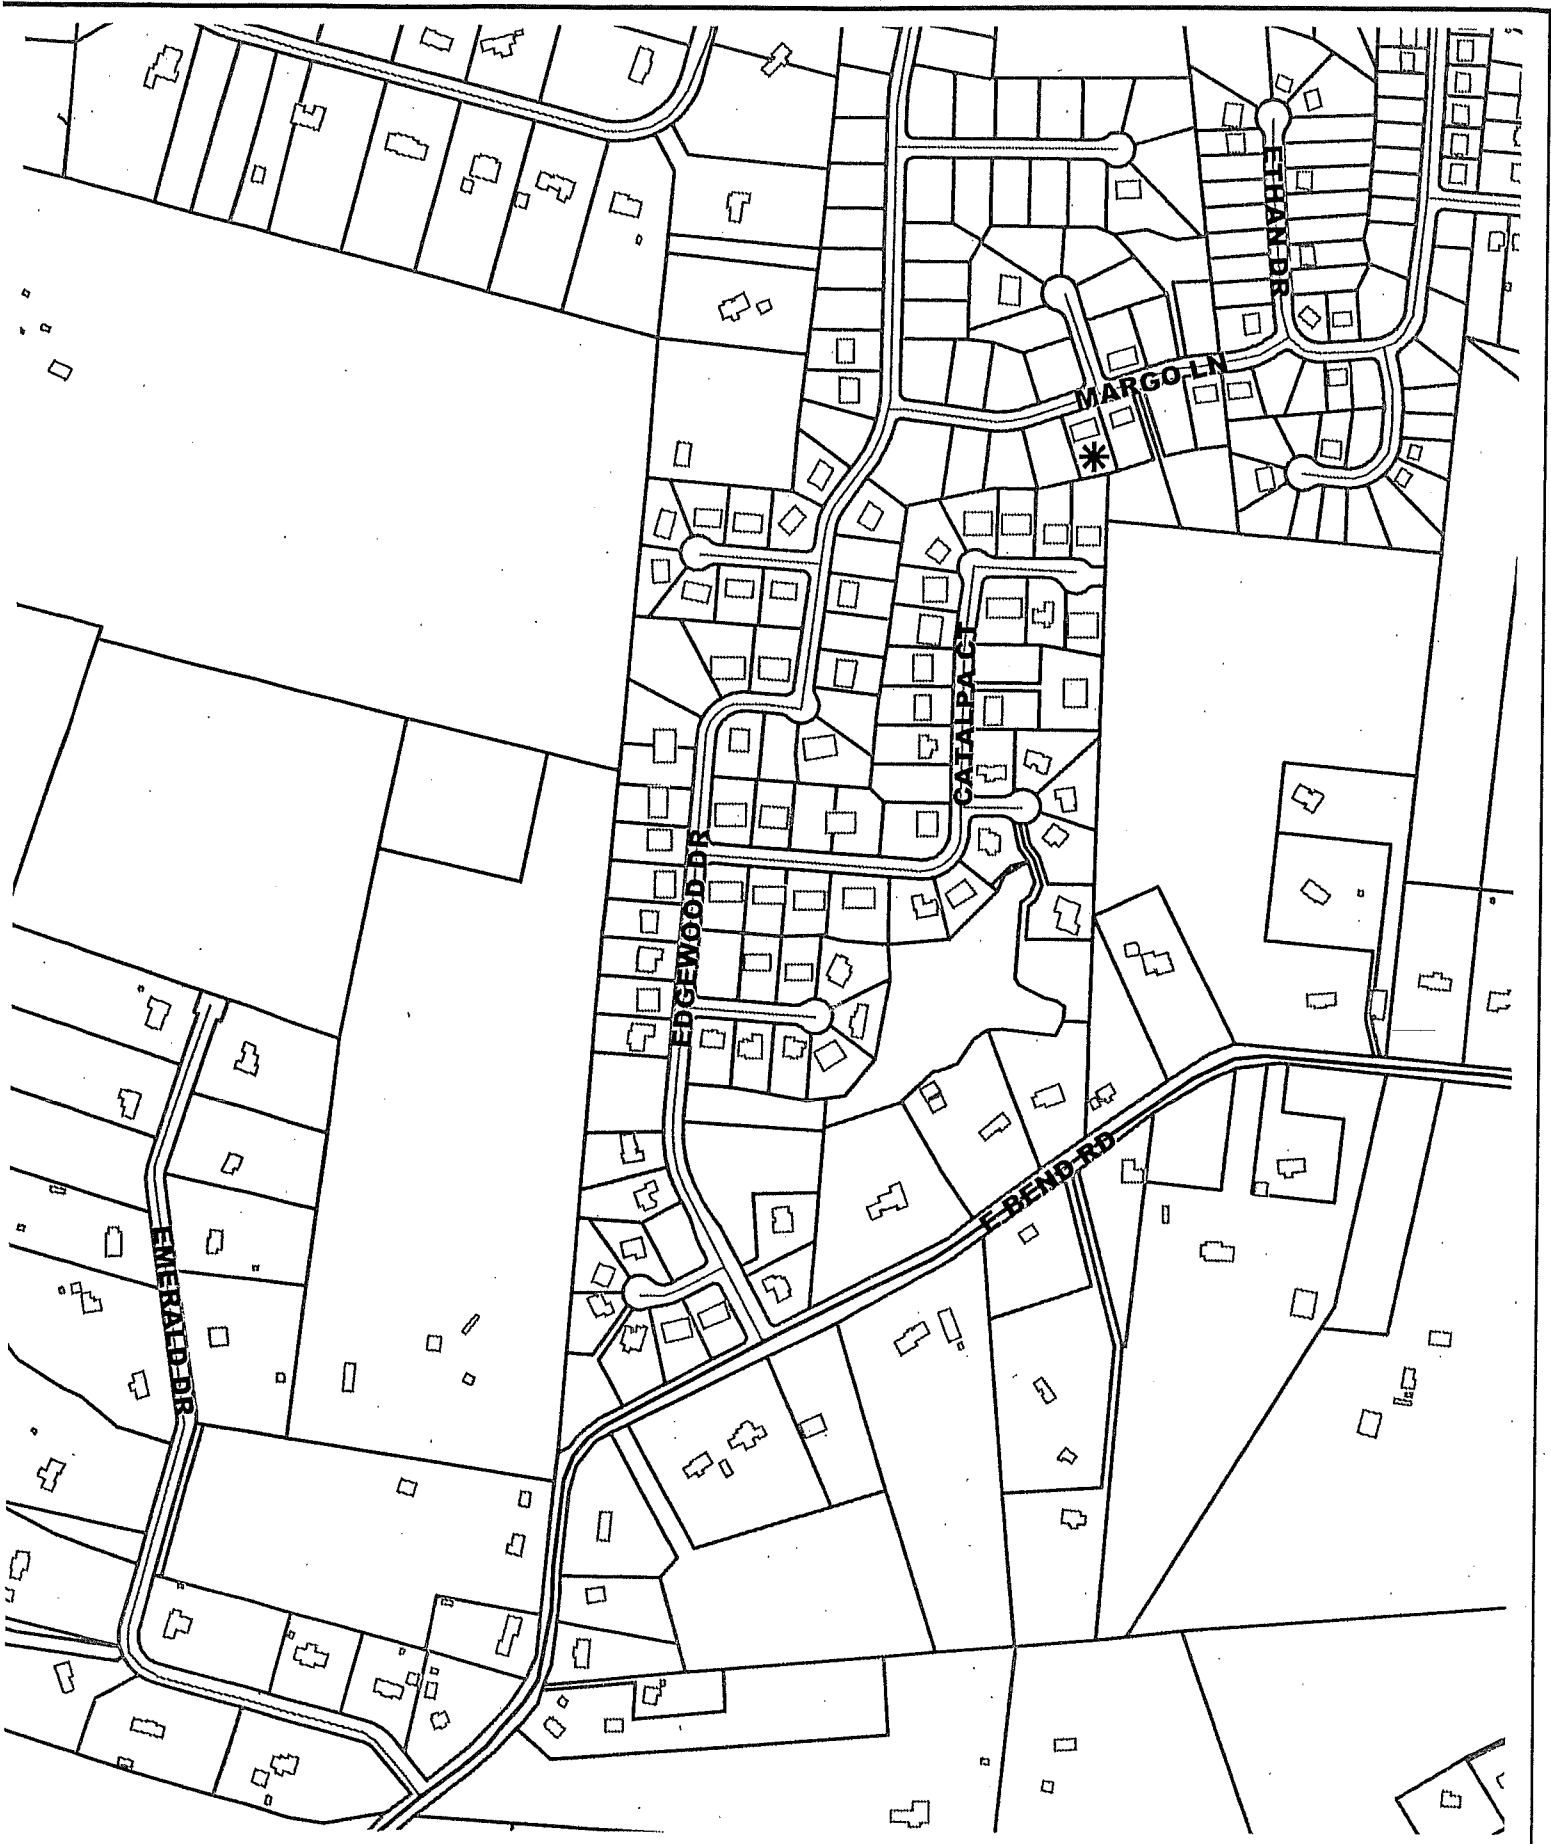 ETHAN DR
MARGO LN
CATALPA CT
EDGEWOOD DR
E BEND RD
EMERALD DR